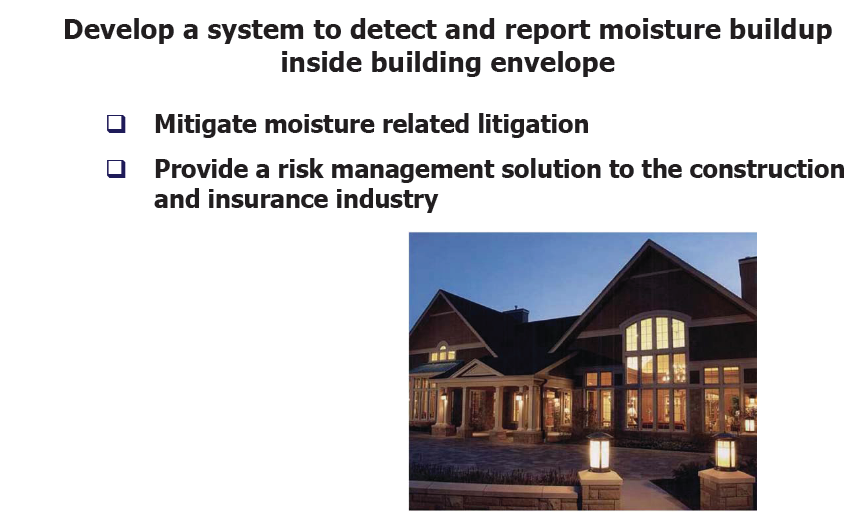 Develop a system to detect and report moisture buildup
inside building envelope
Mitigate moisture related litigation
Provide a risk management solution to the construction
and insurance industry